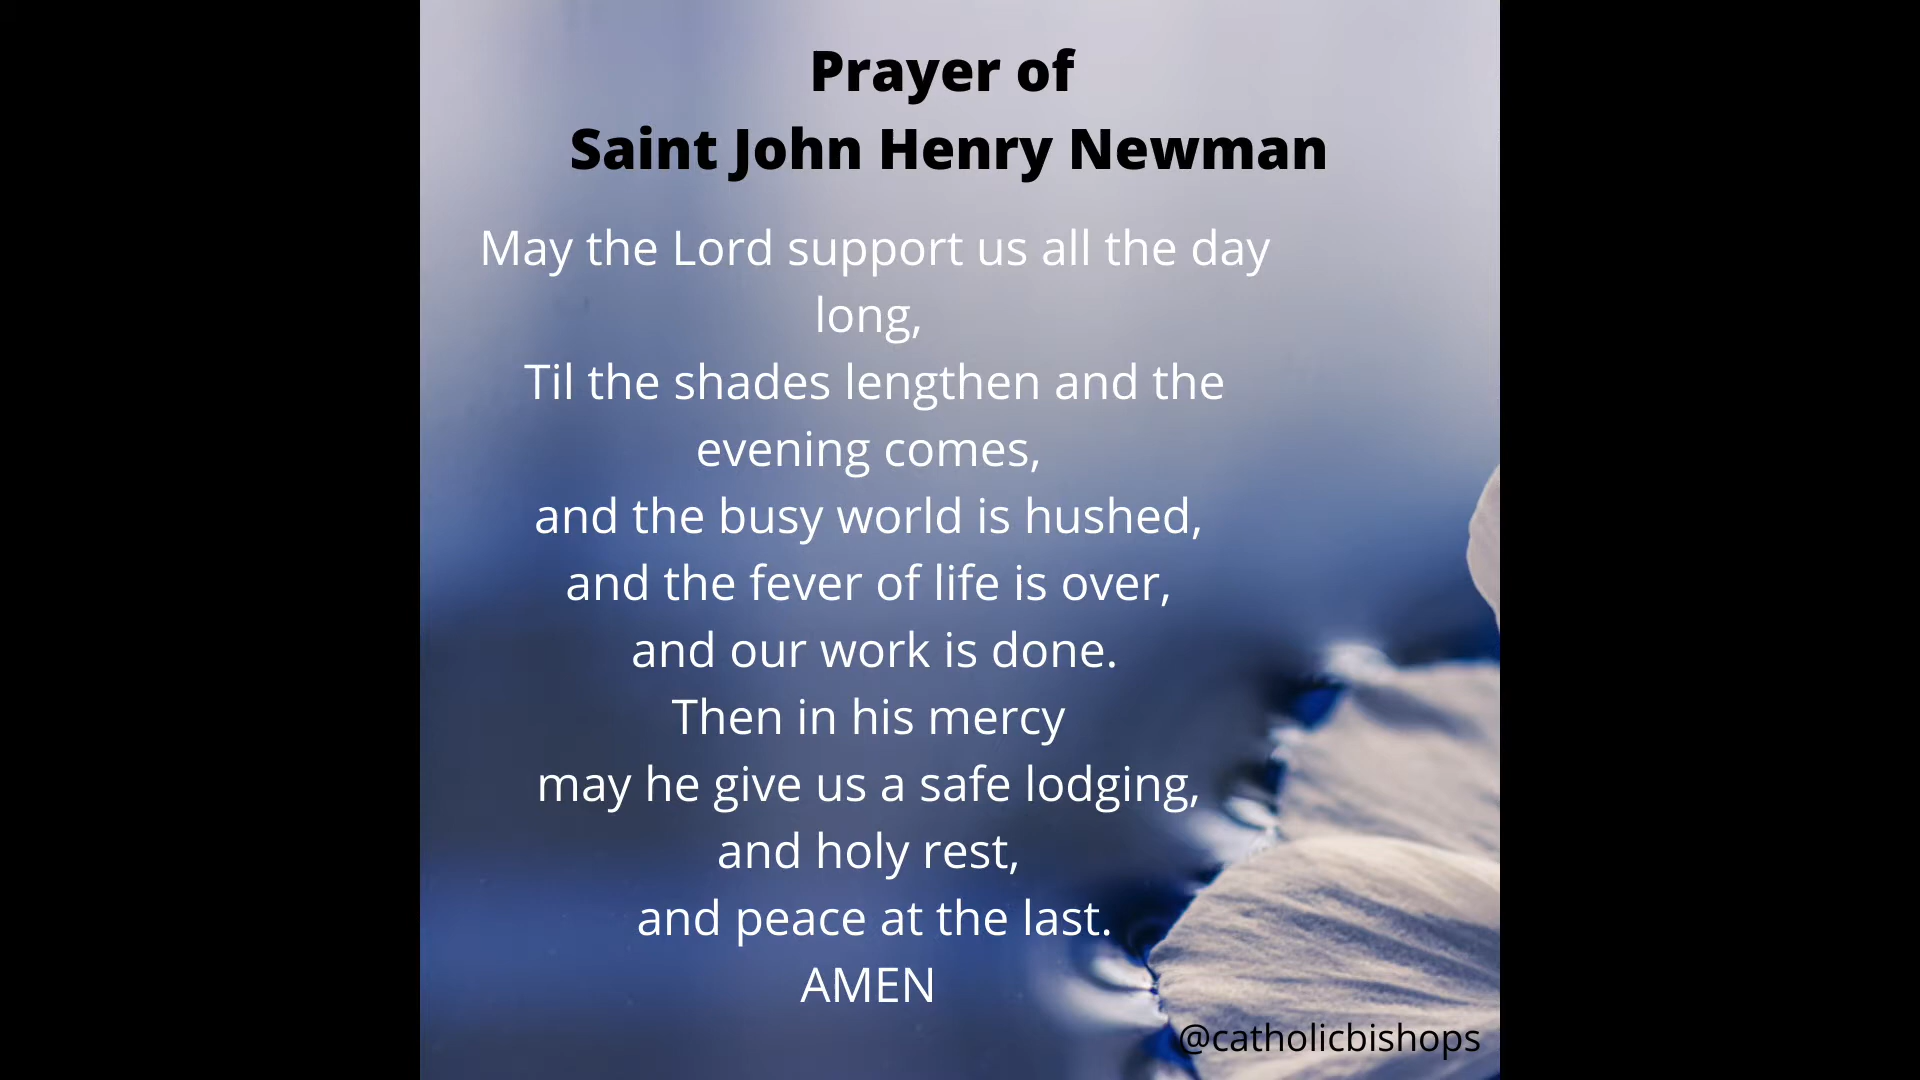 Prayer of
Saint John Henry Newman
May the Lord support us all the day
long,
Til the shades lengthen and the
evening comes,
and the busy world is hushed,
and the fever of life is over,
and our work is done.
Then in his mercy
may he give us a safe lodging,
and holy rest,
and peace at the last.
AMEN
@catholicbishops